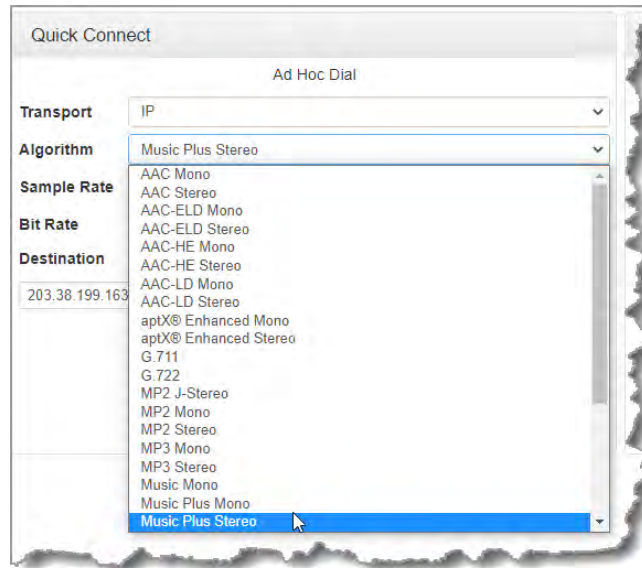 Quick Connect
Ad Hoc Dial
Transport IP
Algorithm Music Plus Stereo
Sample Rate
Bit Rate
Destination
203.38.199.163
AAC Mono
AAC Stereo
AAC-ELD Mono
AAC-ELD Stereo
AAC-HE Mono
AAC-HE Stereo
AAC-LD Mono
AAC-LD Stereo
aptX® Enhanced Mono
aptX® Enhanced Stereo
G.711
G.722
MP2 J-Stereo
MP2 Mono
MP2 Stereo
MP3 Mono
MP3 Stereo
Music Mono
Music Plus Mono
Music Plus Stereo